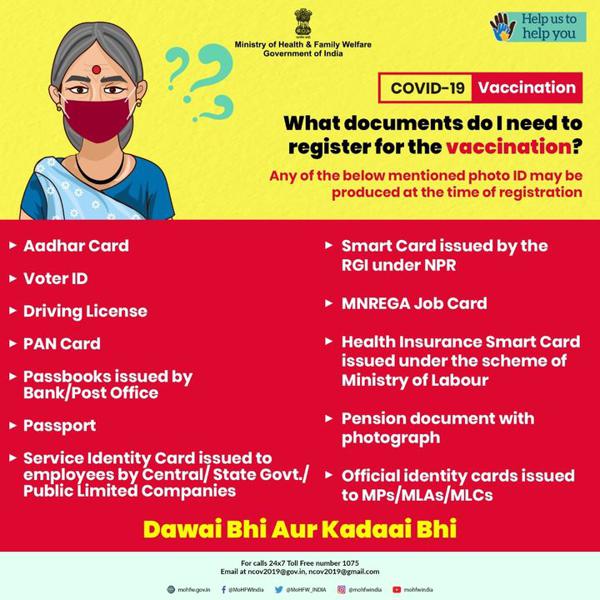 Ministry of Health & Family Welfare
Government of India
Help us to
help you
COVID-19 Vaccination
What documents do I need to
register for the vaccination?
Any of the below mentioned photo ID may be
produced at the time of registration
Aadhar Card
Voter ID
Driving License
PAN Card
Passbooks issued by
Bank/Post Office
Passport
Service Identity Card issued to
employees by Central/ State Govt./
Public Limited Companies
Smart Card issued by the
RGI under NPR
MNREGA Job Card
Health Insurance Smart Card
issued under the scheme of
Ministry of Labour
Pension document with
photograph
Official identity cards issued
to MPs/MLAs/MLCs
Dawai Bhi Aur Kadaai Bhi
For calls 24x7 Toll Free number 1075
Email at ncov2019@gov.in, ncov2019@gmail.com
mohfw.gov.in @MoHFWIndia @MoHFW_INDIA @mohfwindia mohfwindia